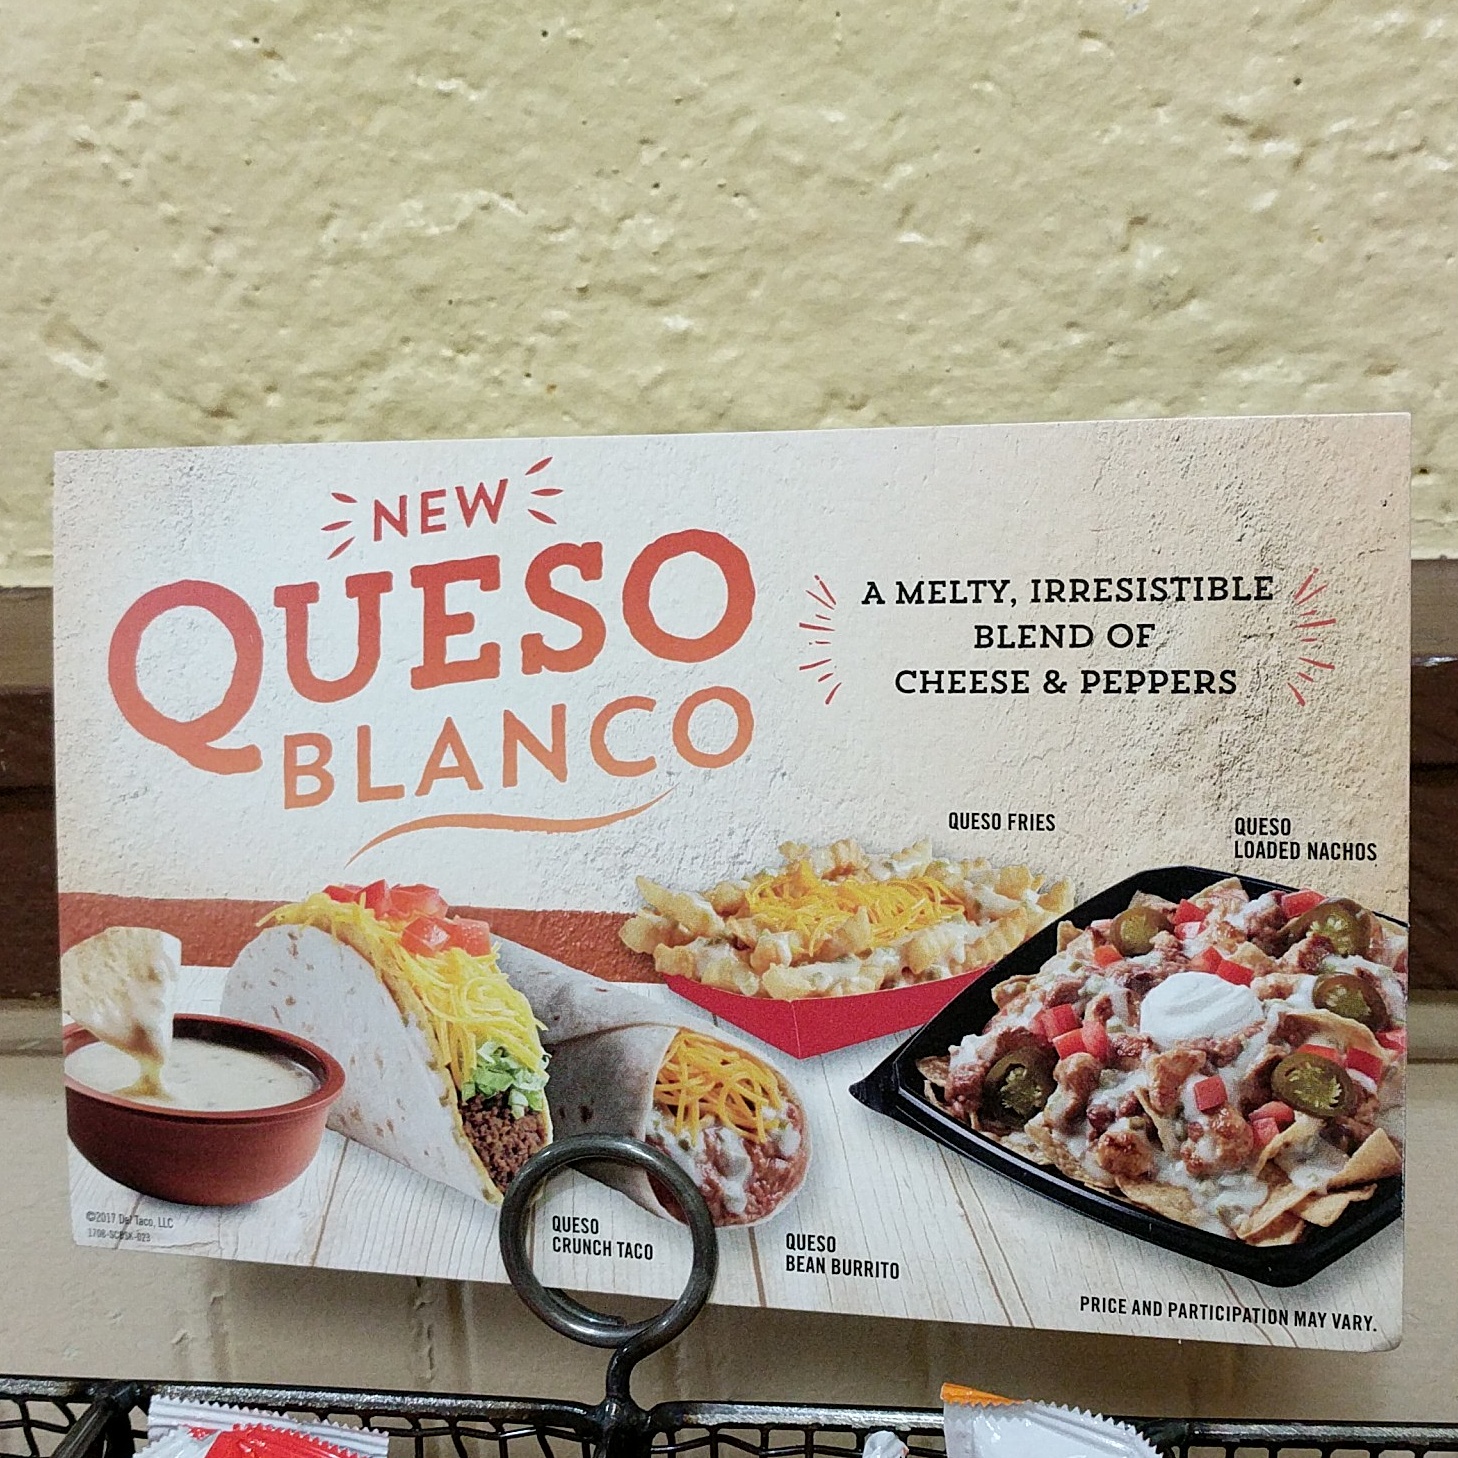 NEW
QUESO
BLANCO
A MELTY, IRRESISTIBLE
BLEND OF
CHEESE & PEPPERS
QUESO FRIES
QUESO
LOADED NACHOS
QUESO
CRUNCH TACO
QUESO
BEAN BURRITO
©2017 Del Taco, LLC
PRICE AND PARTICIPATION MAY VARY.